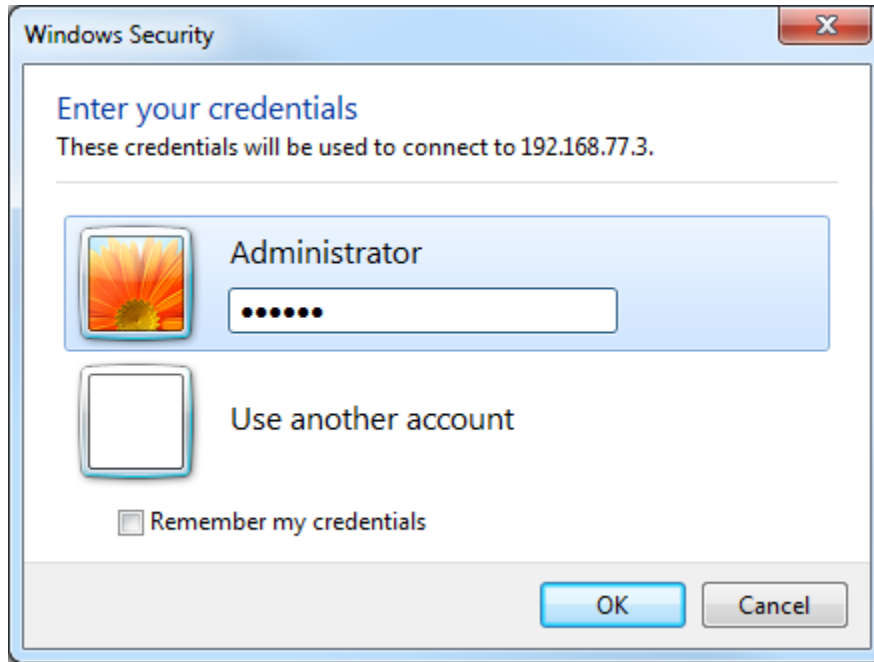 Windows Security
Enter your credentials
These credentials will be used to connect to 192.168.77.3.
Administrator
••••••
Use another account
Remember my credentials
OK
Cancel